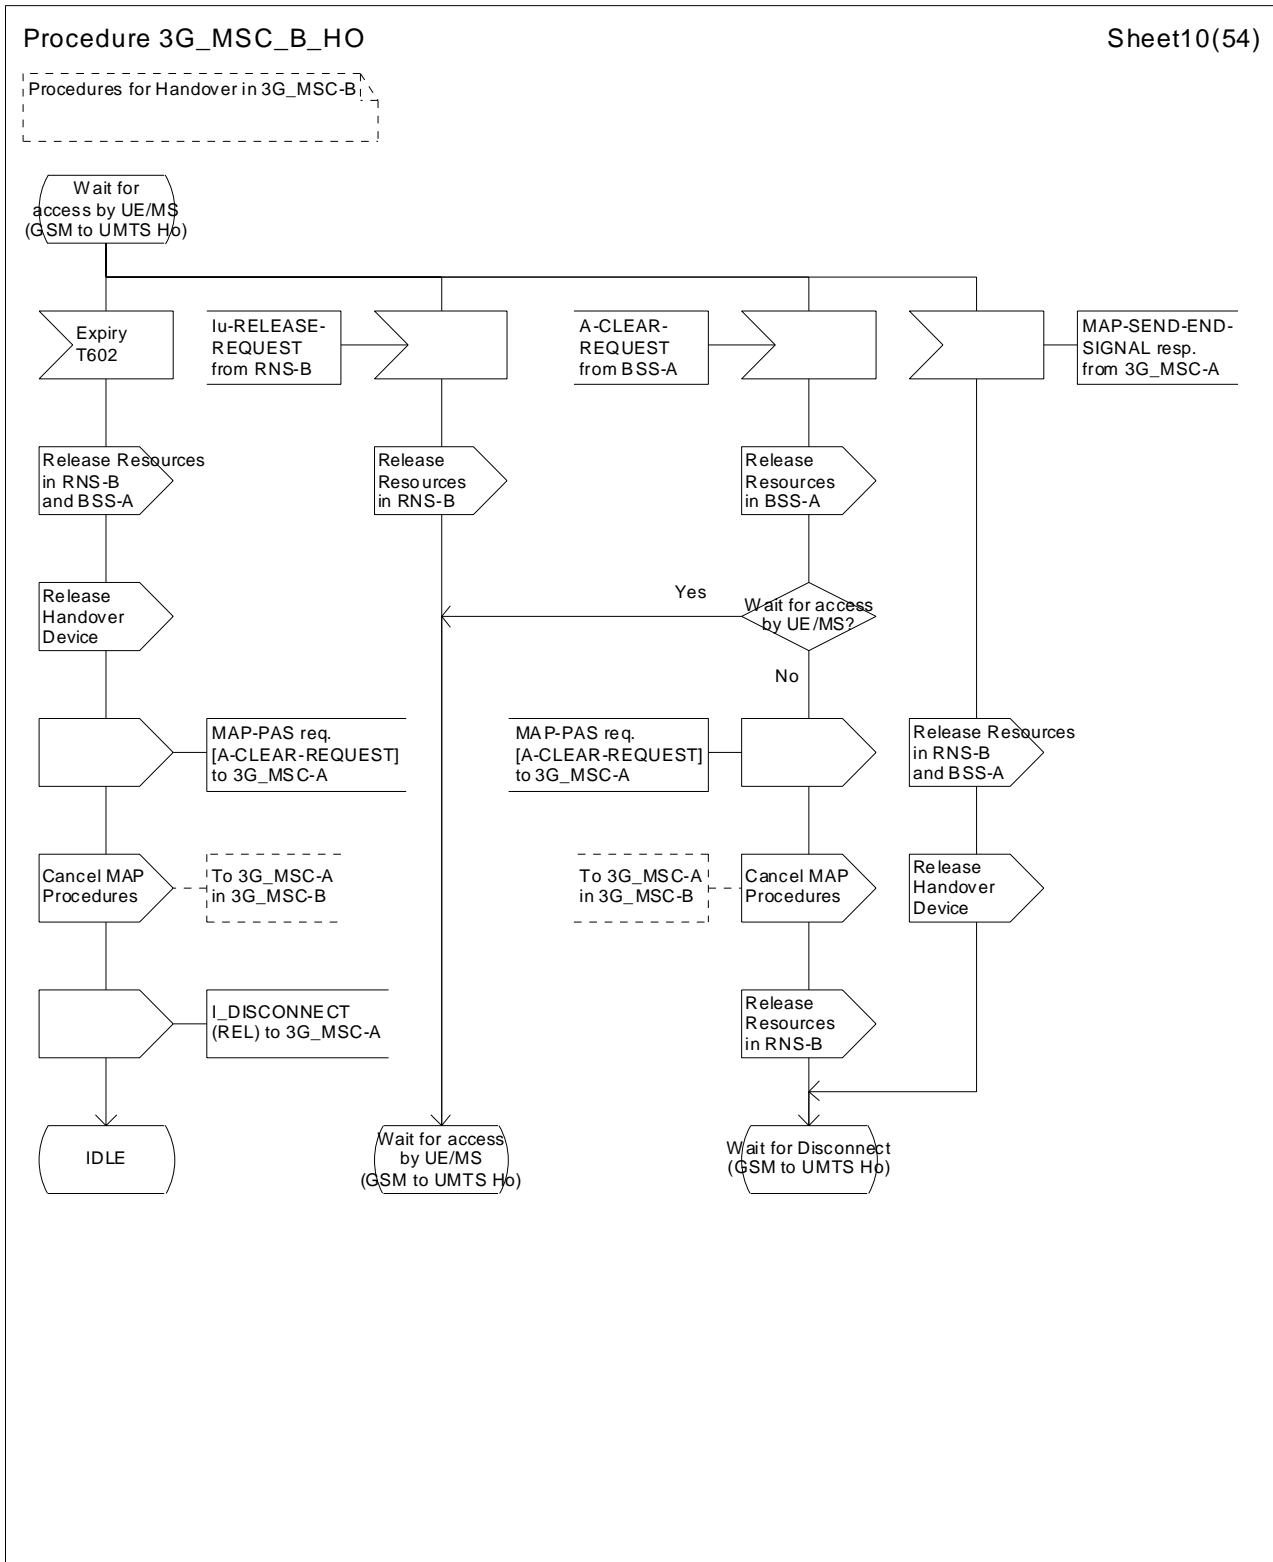 Procedure 3G_MSC_B_HO
Sheet10(54)
Procedures for Handover in 3G_MSC-B
Wait for
access by UE/MS
(GSM to UMTS Ho)
Expiry
T602
Iu-RELEASE-
REQUEST
from RNS-B
A-CLEAR-
REQUEST
from BSS-A
MAP-SEND-END-
SIGNAL resp.
from 3G_MSC-A
Release Resources
in RNS-B
and BSS-A
Release
Resources
in RNS-B
Release
Resources
in BSS-A
Release
Handover
Device
Yes
Wait for access
by UE/MS?
No
MAP-PAS req.
[A-CLEAR-REQUEST]
to 3G_MSC-A
MAP-PAS req.
[A-CLEAR-REQUEST]
to 3G_MSC-A
Release Resources
in RNS-B
and BSS-A
Cancel MAP
Procedures
To 3G_MSC-A
in 3G_MSC-B
To 3G_MSC-A
in 3G_MSC-B
Cancel MAP
Procedures
Release
Handover
Device
I_DISCONNECT
(REL) to 3G_MSC-A
Release
Resources
in RNS-B
IDLE
Wait for access
by UE/MS
(GSM to UMTS Ho)
Wait for Disconnect
(GSM to UMTS Ho)